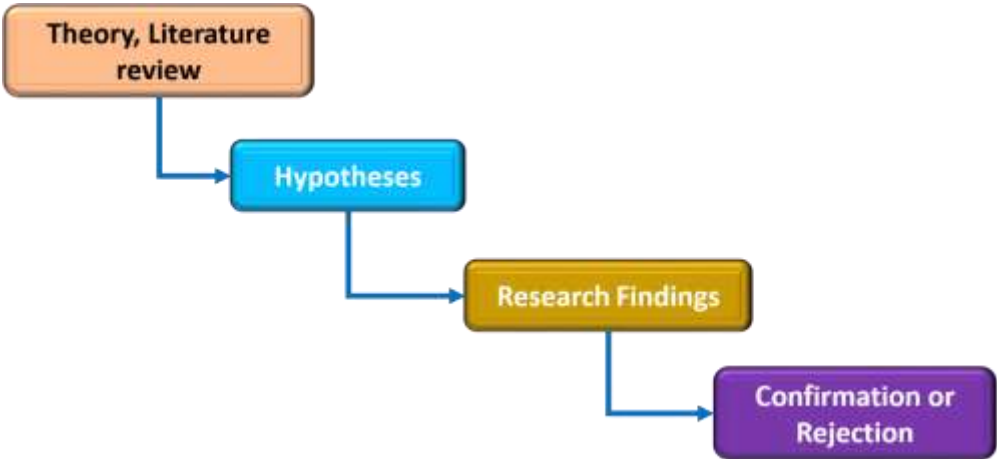 Theory, Literature
review
Hypotheses
Research Findings
Confirmation or
Rejection